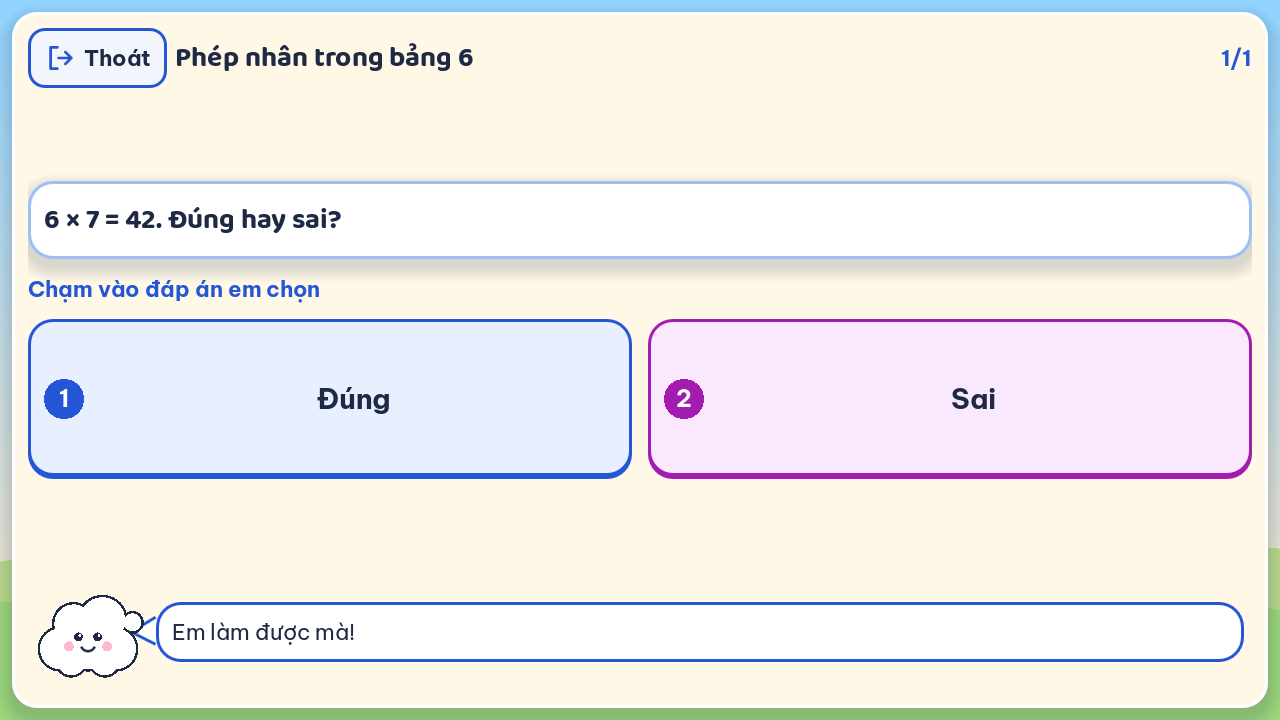 Thoát
Phép nhân trong bảng 6
1/1
6 × 7 = 42. Đúng hay sai?
Chạm vào đáp án em chọn
1
Đúng
2
Sai
Em làm được mà!